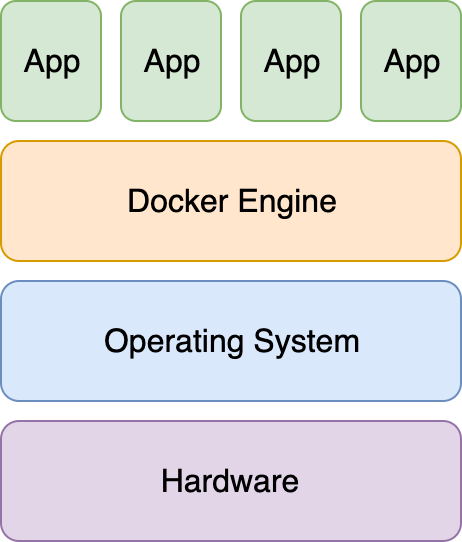 App App App App
Docker Engine
Operating System
Hardware